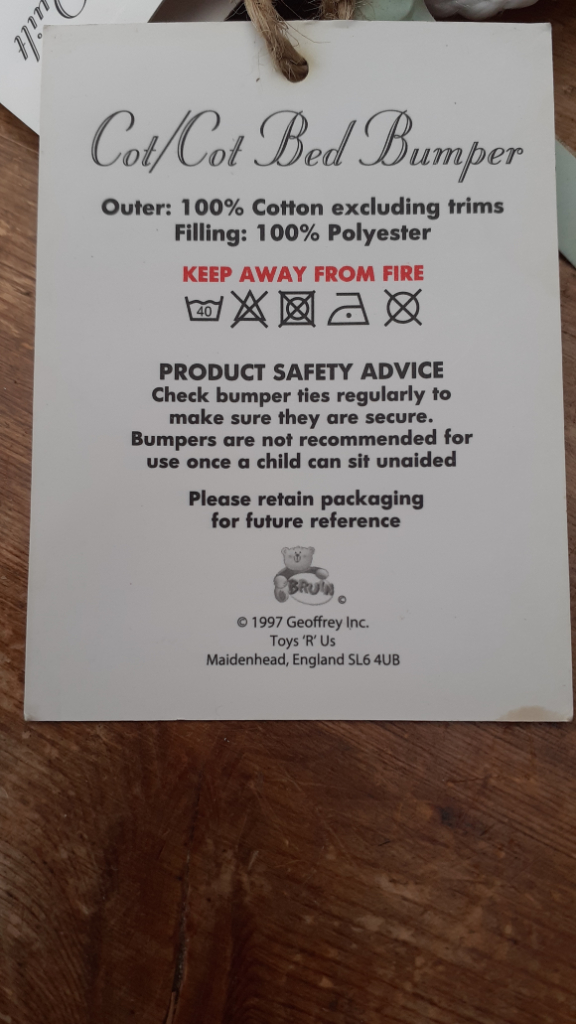 Quilt
Cot/Cot Bed Bumper
Outer: 100% Cotton excluding trims
Filling: 100% Polyester
KEEP AWAY FROM FIRE
40
PRODUCT SAFETY ADVICE
Check bumper ties regularly to
make sure they are secure.
Bumpers are not recommended for
use once a child can sit unaided
Please retain packaging
for future reference
BRUIN
©
© 1997 Geoffrey Inc.
Toys 'R' Us
Maidenhead, England SL6 4UB